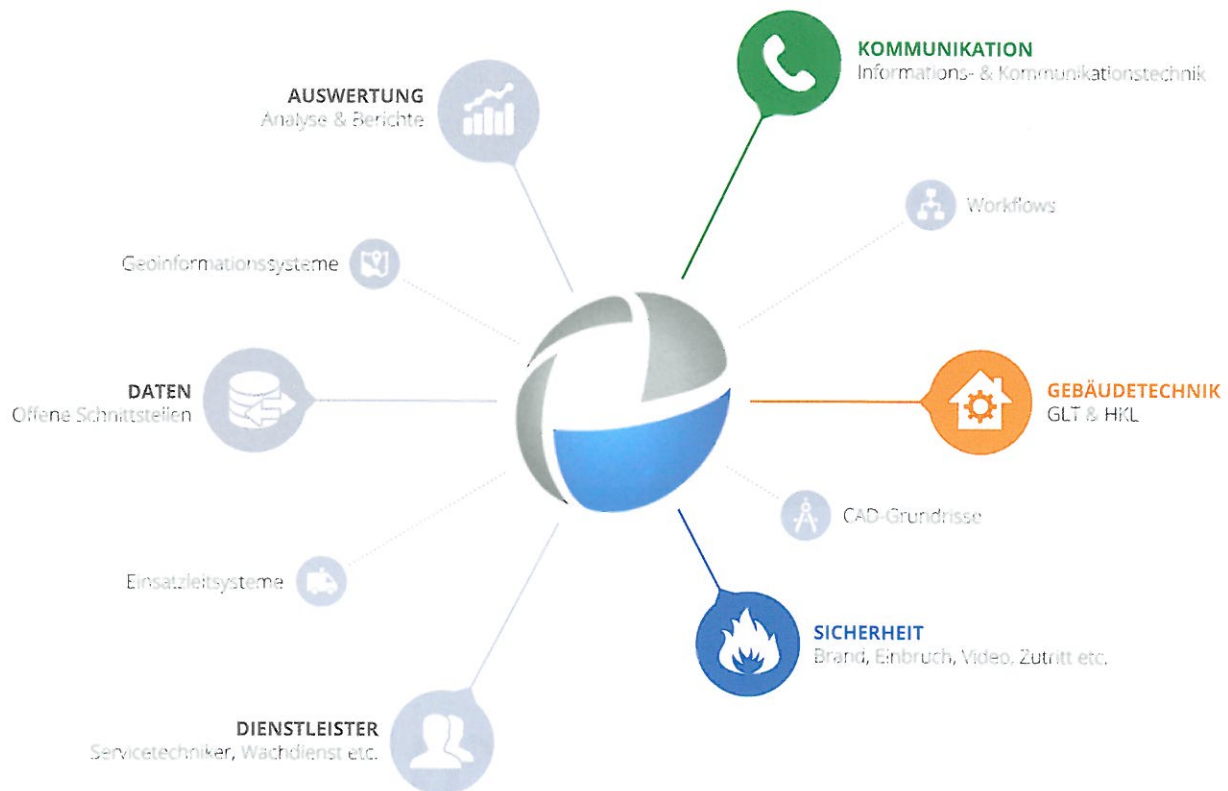 KOMMUNIKATION
Informations- & Kommunikationstechnik
AUSWERTUNG
Analyse & Berichte
Workflows
Geoinformationssysteme
DATEN
Offene Schnittstellen
GEBÄUDETECHNIK
GLT & HKL
CAD-Grundrisse
Einsatzleitsysteme
SICHERHEIT
Brand, Einbruch, Video, Zutritt etc.
DIENSTLEISTER
Servicetechniker, Wachdienst etc.